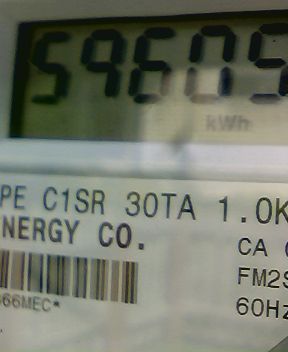 59605
kWh
PE C1SR 30TA 1.0K
NERGY CO.
CA
FM2S
66MEC*
60Hz